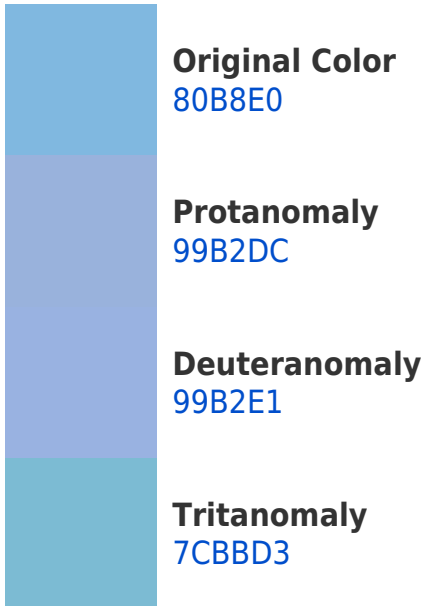 Original Color
80B8E0
Protanomaly
99B2DC
Deuteranomaly
99B2E1
Tritanomaly
7CBBD3